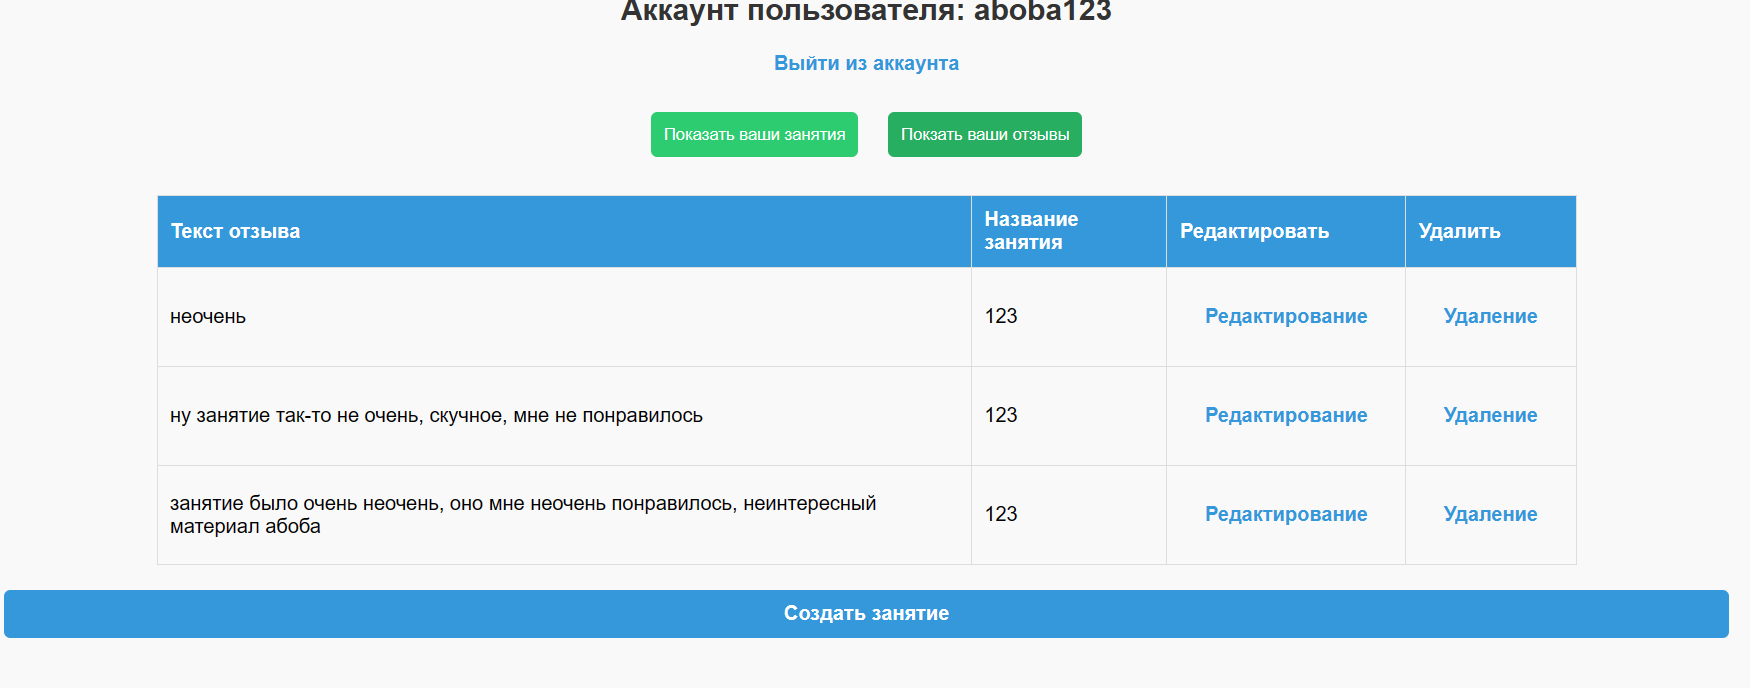 Аккаунт пользователя: aboba123
Выйти из аккаунта
Показать ваши занятия
Покзать ваши отзывы
Текст отзыва
Название
занятия
Редактировать
Удалить
неочень
123
Редактирование
Удаление
ну занятие так-то не очень, скучное, мне не понравилось
123
Редактирование
Удаление
занятие было очень неочень, оно мне неочень понравилось, неинтересный
материал абоба
123
Редактирование
Удаление
Создать занятие